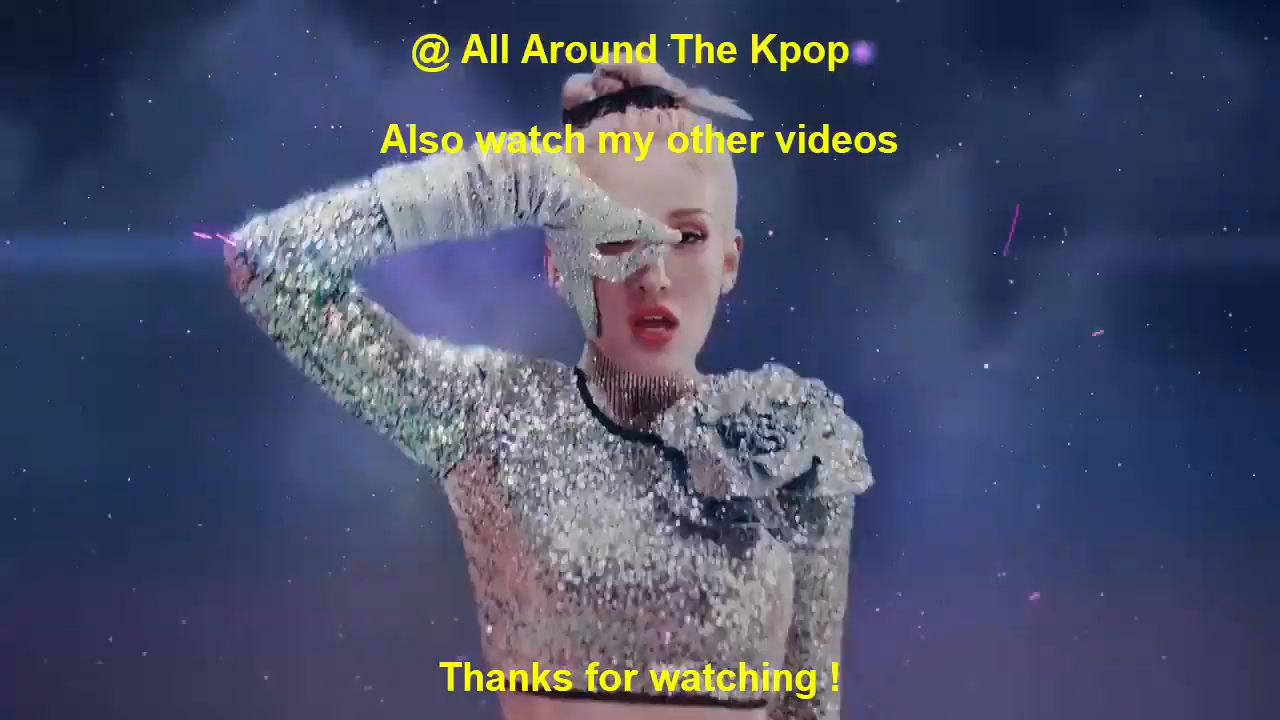 @ All Around The Kpop
Also watch my other videos
Thanks for watching !